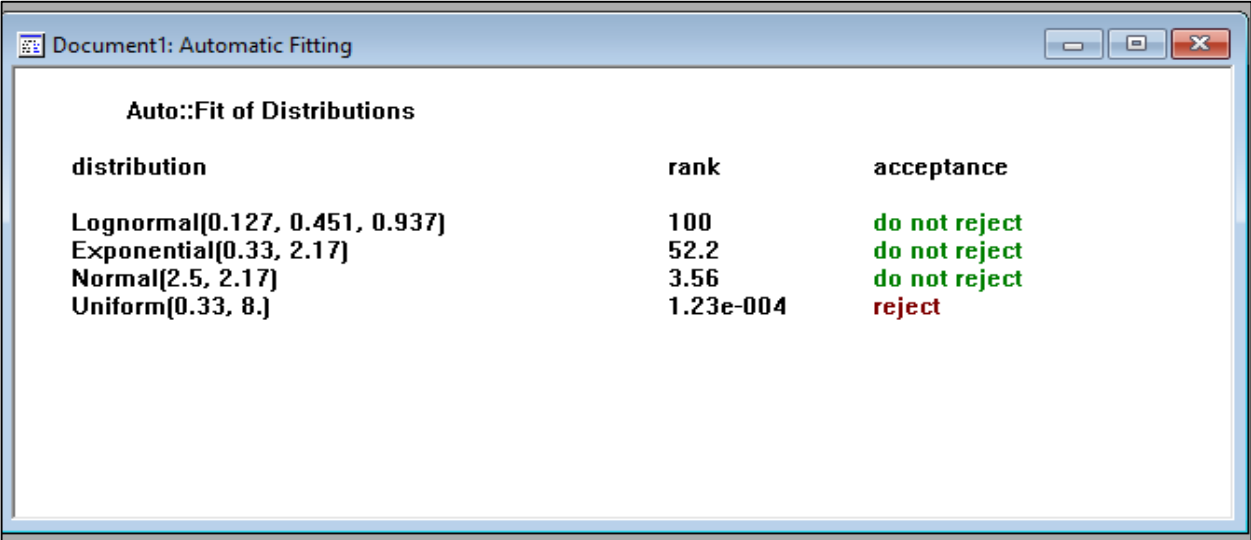 Document1: Automatic Fitting
Auto::Fit of Distributions
distribution rank acceptance
Lognormal(0.127, 0.451, 0.937) 100 do not reject
Exponential(0.33, 2.17) 52.2 do not reject
Normal(2.5, 2.17) 3.56 do not reject
Uniform(0.33, 8.) 1.23e-004 reject